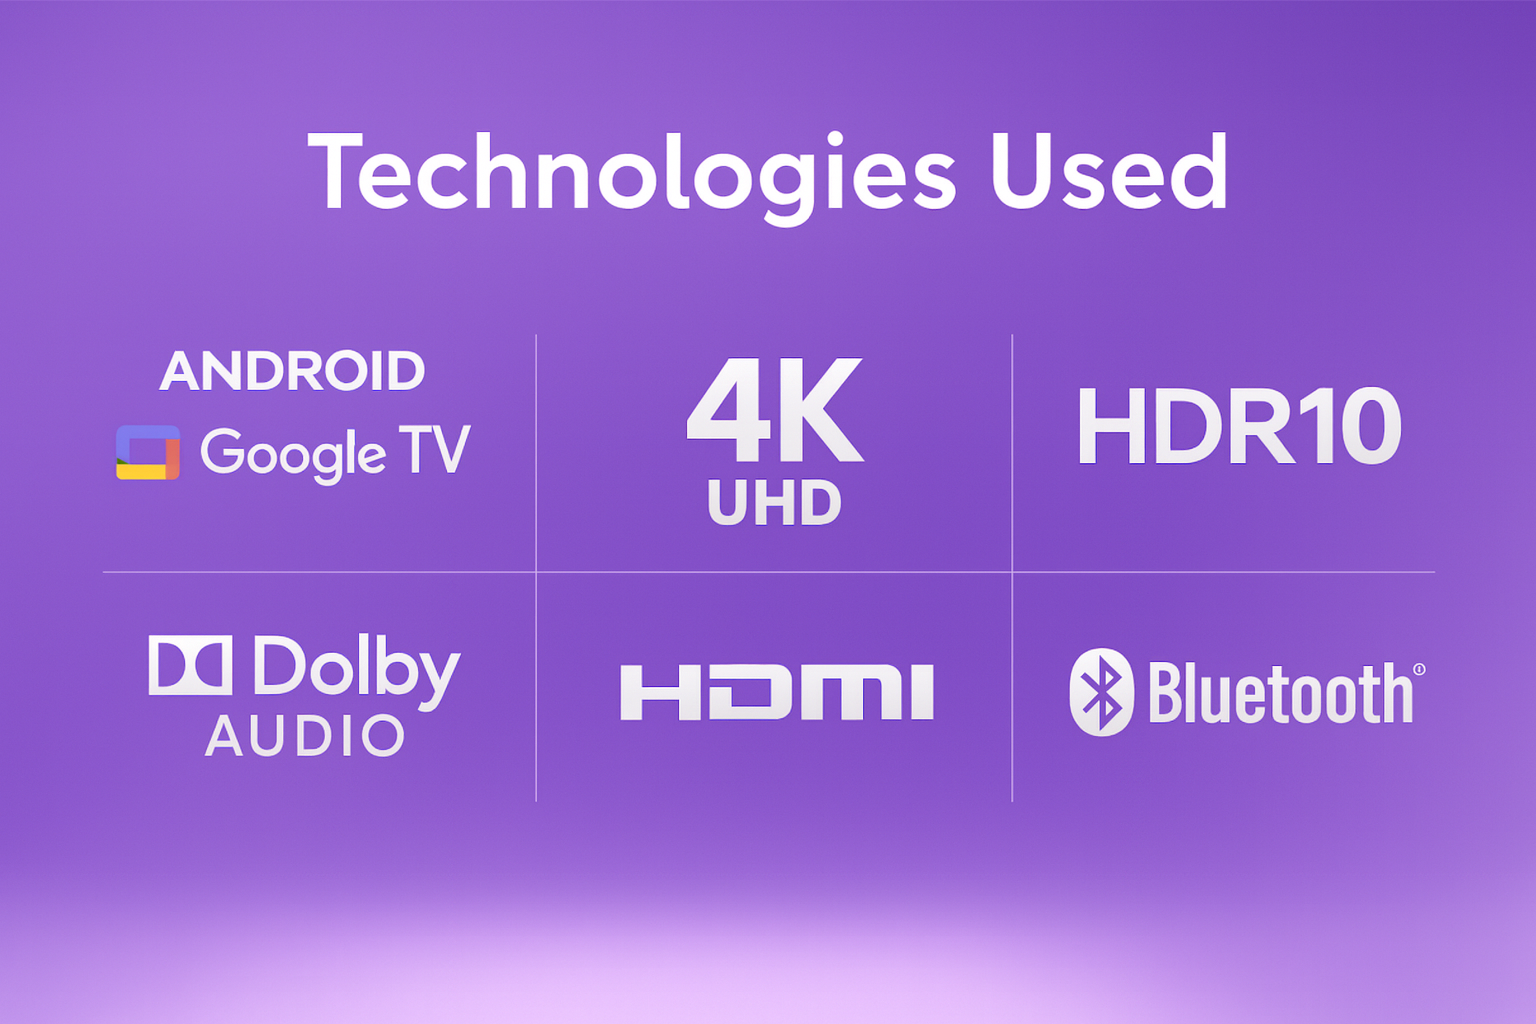 Technologies Used
ANDROID
Google TV
4K
UHD
HDR10
Dolby
AUDIO
HDMI
Bluetooth